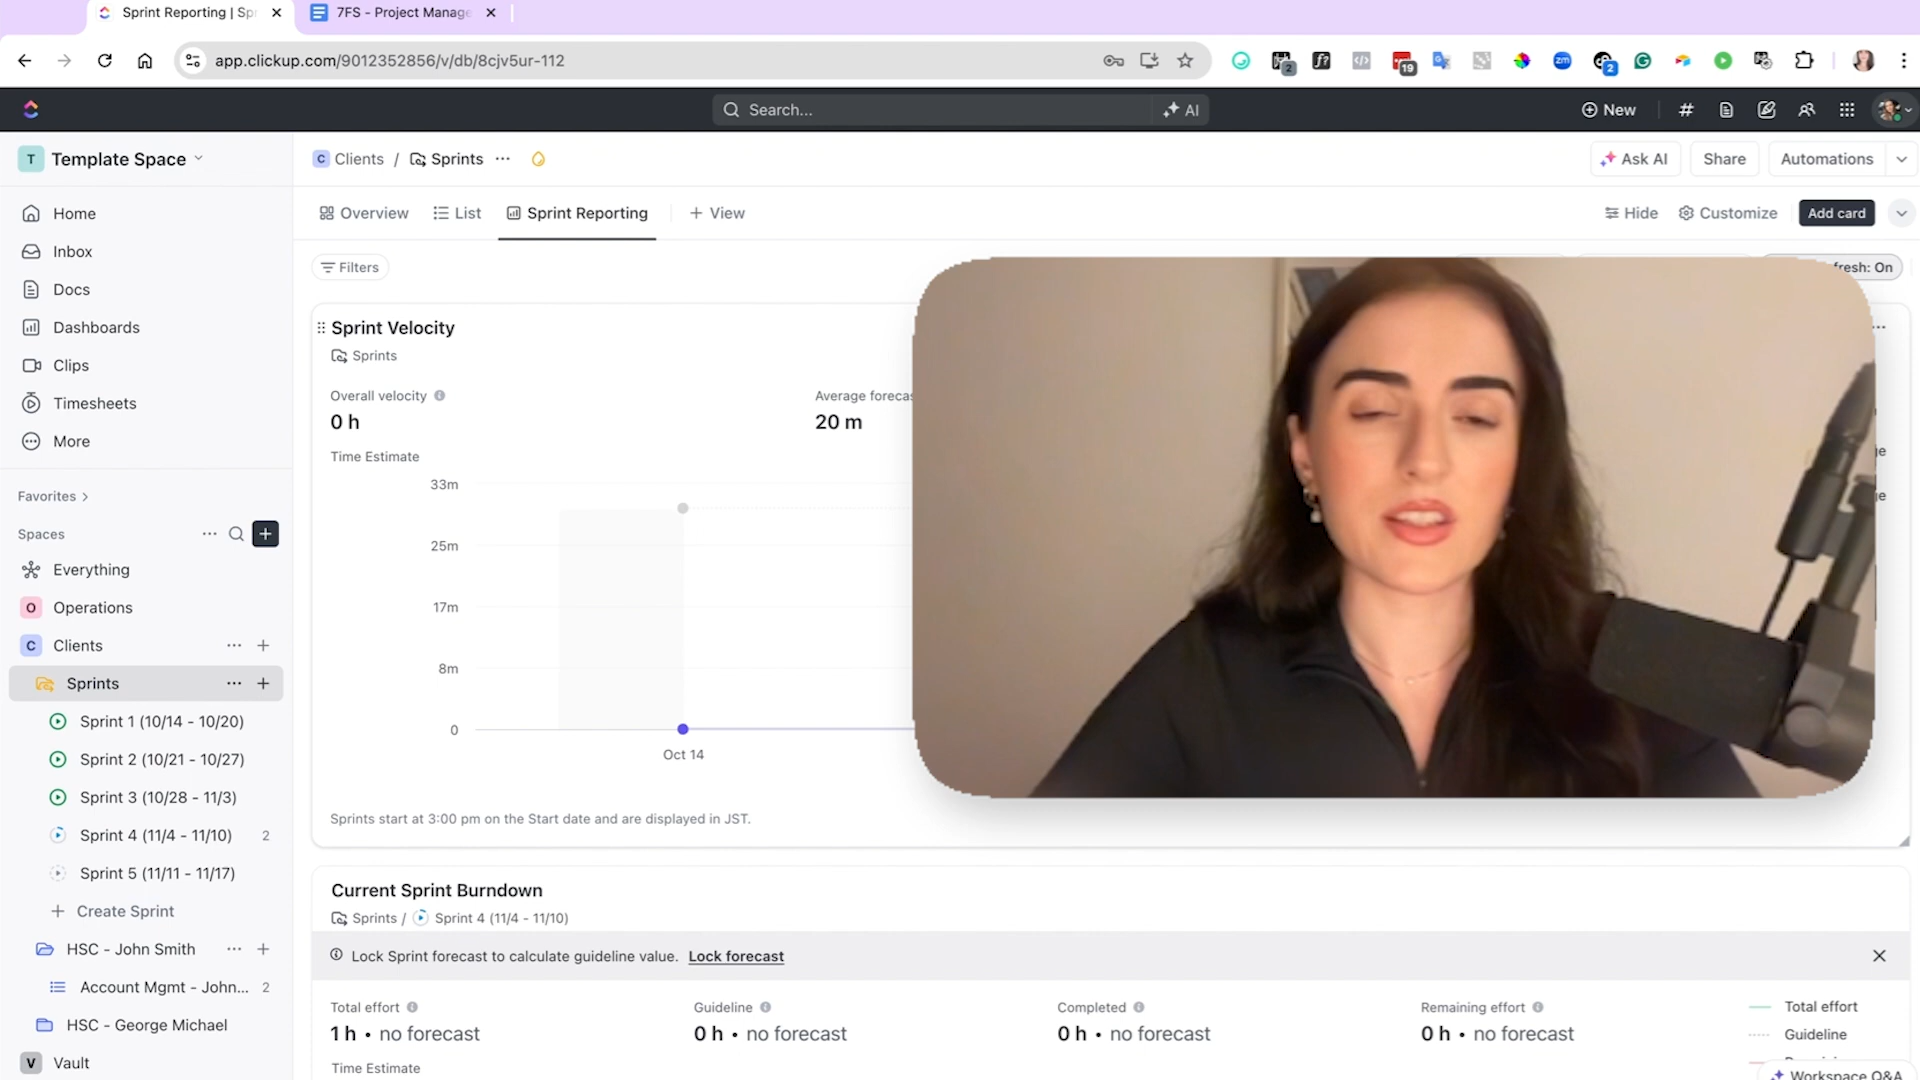 Sprint Reporting | Spr
7FS - Project Manage
app.clickup.com/9012352856/v/db/8cjv5ur-112
2
19
zm
2
Search...
AI
New
T Template Space
Home
Inbox
Docs
Dashboards
Clips
Timesheets
More
Favorites
Spaces
Everything
O Operations
C Clients
Sprints
Sprint 1 (10/14 - 10/20)
Sprint 2 (10/21 - 10/27)
Sprint 3 (10/28 - 11/3)
Sprint 4 (11/4 - 11/10) 2
Sprint 5 (11/11 - 11/17)
Create Sprint
HSC - John Smith
Account Mgmt - John... 2
HSC - George Michael
V Vault
C Clients / Sprints
Ask AI
Share
Automations
Overview
List
Sprint Reporting
+ View
Hide
Customize
Add card
Filters
fresh: On
Sprint Velocity
Sprints
Overall velocity
0 h
Average forecas
20 m
Time Estimate
33m
25m
17m
8m
0
Oct 14
Sprints start at 3:00 pm on the Start date and are displayed in JST.
Current Sprint Burndown
Sprints / Sprint 4 (11/4 - 11/10)
Lock Sprint forecast to calculate guideline value. Lock forecast
Total effort
1 h • no forecast
Guideline
0 h • no forecast
Completed
0 h • no forecast
Remaining effort
0 h • no forecast
Total effort
Guideline
Time Estimate
Workspace Q&A